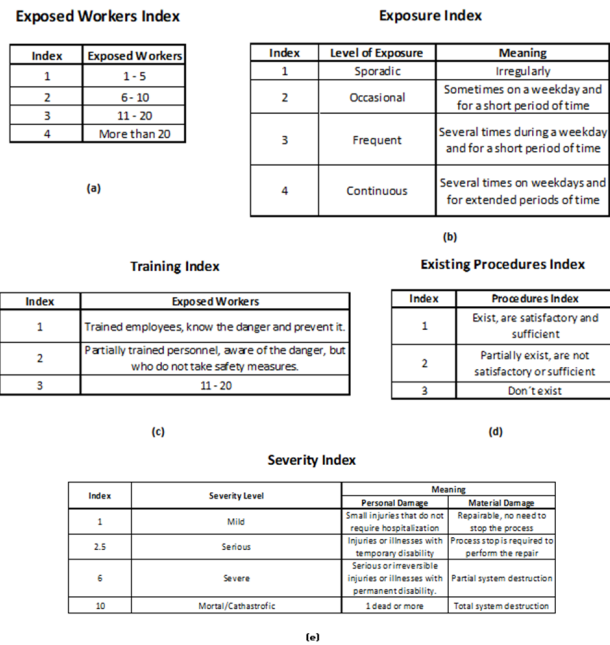 Exposed Workers Index
Index Exposed Workers
1 1 - 5
2 6 - 10
3 11 - 20
4 More than 20
(a)
Exposure Index
Index Level of Exposure Meaning
1 Sporadic Irregularly
2 Occasional Sometimes on a weekday and
for a short period of time
3 Frequent Several times during a weekday
and for a short period of time
4 Continuous Several times on weekdays and
for extended periods of time
(b)
Training Index
Index Exposed Workers
1 Trained employees, know the danger and prevent it.
2 Partially trained personnel, aware of the danger, but
who do not take safety measures.
3 11 - 20
(c)
Existing Procedures Index
Index Procedures Index
1 Exist, are satisfactory and
sufficient
2 Partially exist, are not
satisfactory or sufficient
3 Don´t exist
(d)
Severity Index
Index Severity Level Meaning
Personal Damage Material Damage
1 Mild Small injuries that do not Repairable, no need to
require hospitalization stop the process
2.5 Serious Injuries or illnesses with Process stop is required to
temporary disability perform the repair
6 Severe Serious or irreversible
injuries or illnesses with Partial system destruction
permanent disability.
10 Mortal/Cathastrofic 1 dead or more Total system destruction
(e)